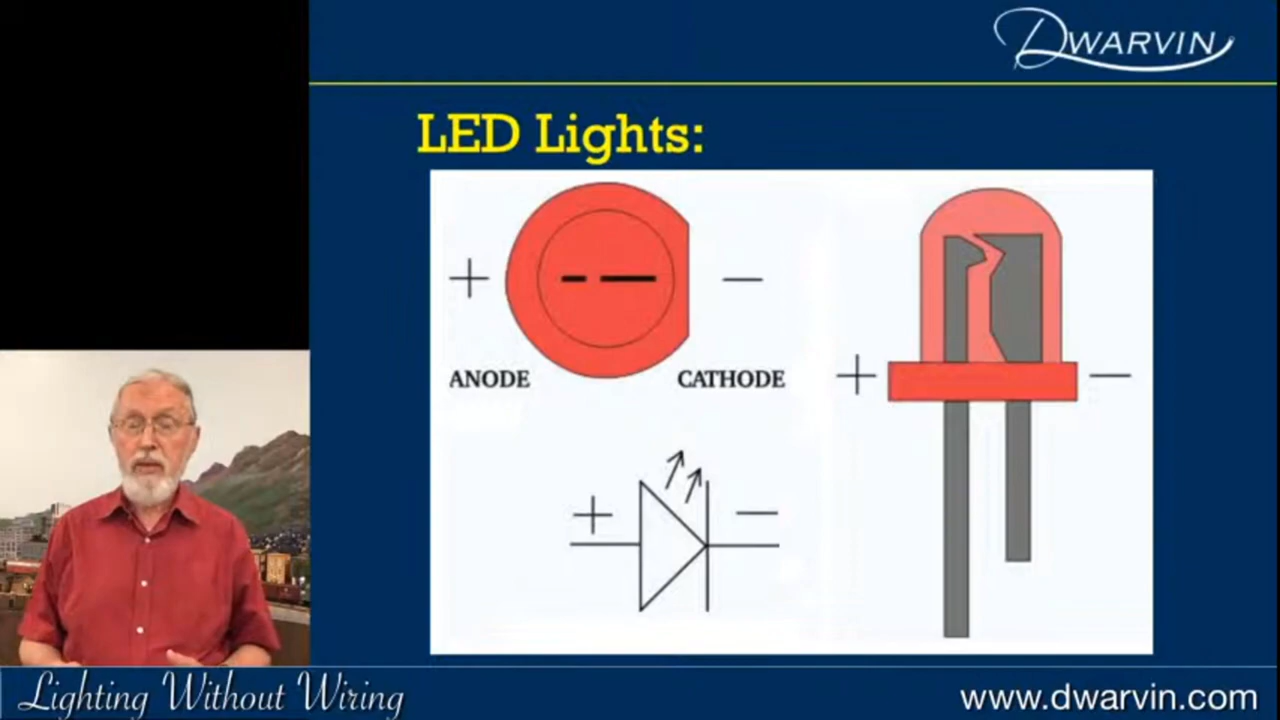 DWARVIN
LED Lights:
+ −
ANODE CATHODE
+ −
+ −
Lighting Without Wiring
www.dwarvin.com